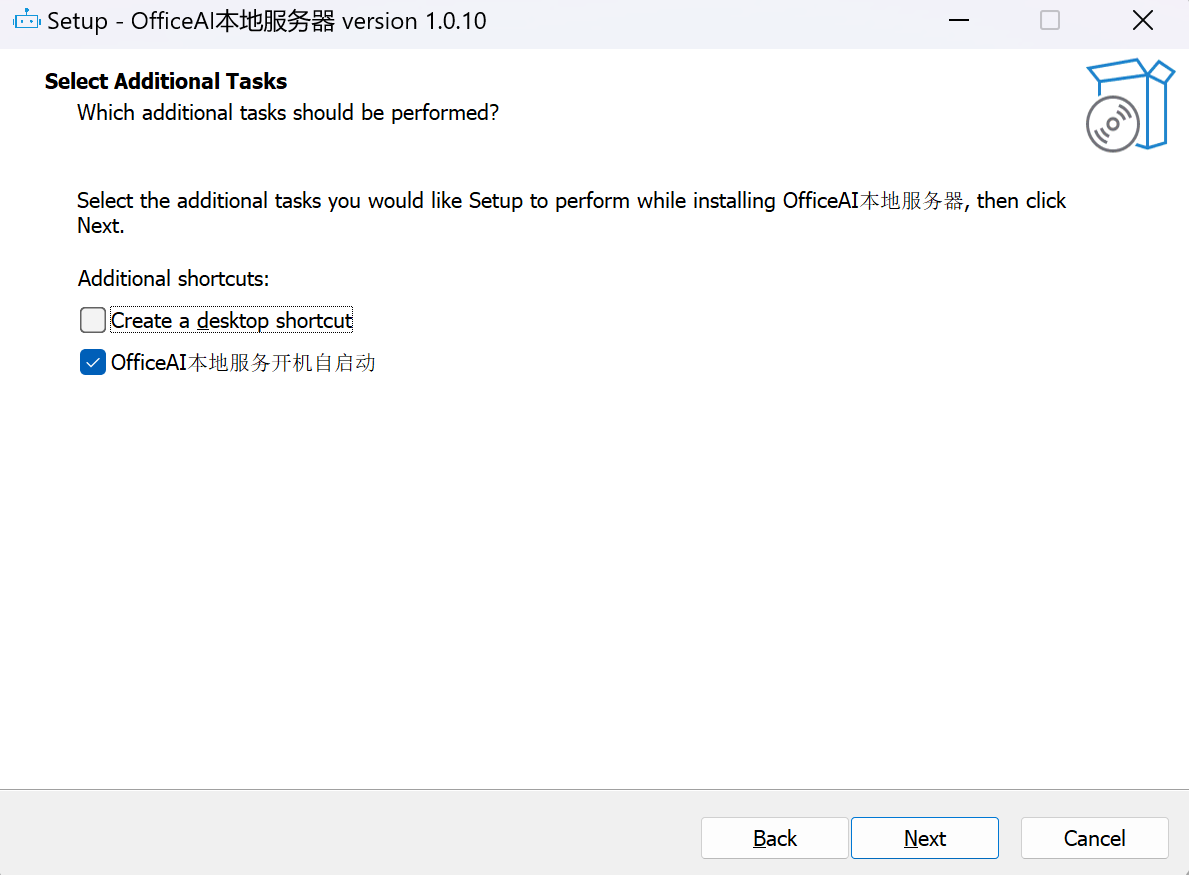 Setup - OfficeAI本地服务器 version 1.0.10
Select Additional Tasks
Which additional tasks should be performed?
Select the additional tasks you would like Setup to perform while installing OfficeAI本地服务器, then click
Next.
Additional shortcuts:
Create a desktop shortcut
OfficeAI本地服务开机自启动
Back
Next
Cancel